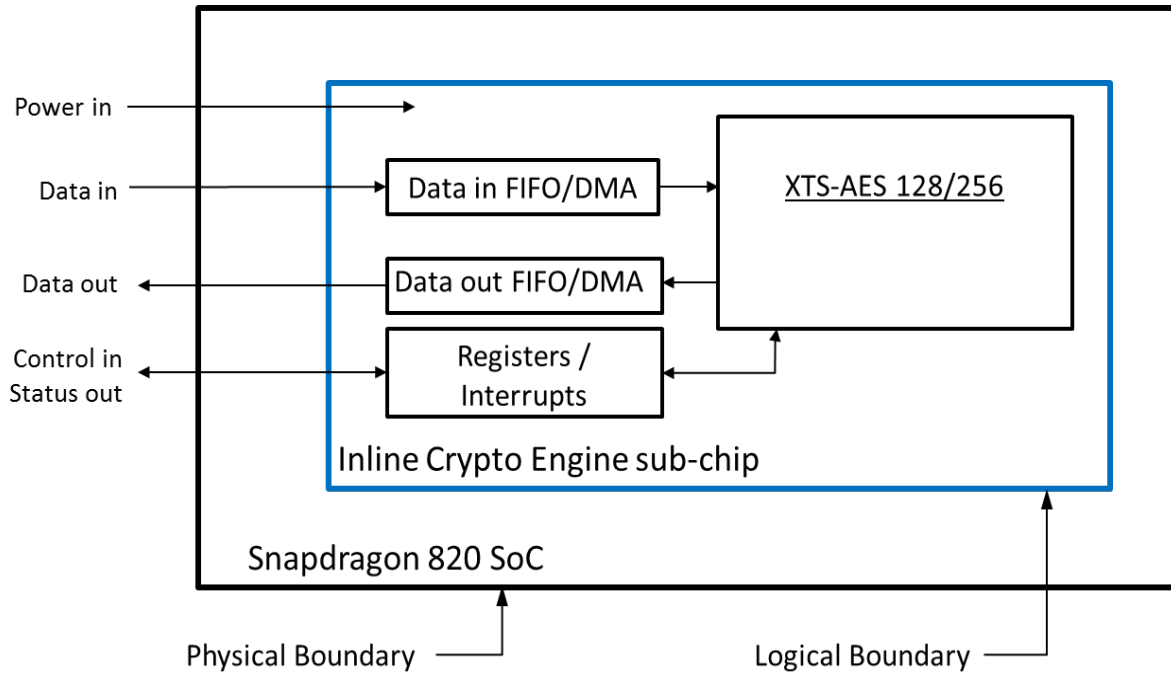 Power in
Data in
Data in FIFO/DMA
XTS-AES 128/256
Data out
Data out FIFO/DMA
Control in
Status out
Registers /
Interrupts
Inline Crypto Engine sub-chip
Snapdragon 820 SoC
Physical Boundary
Logical Boundary